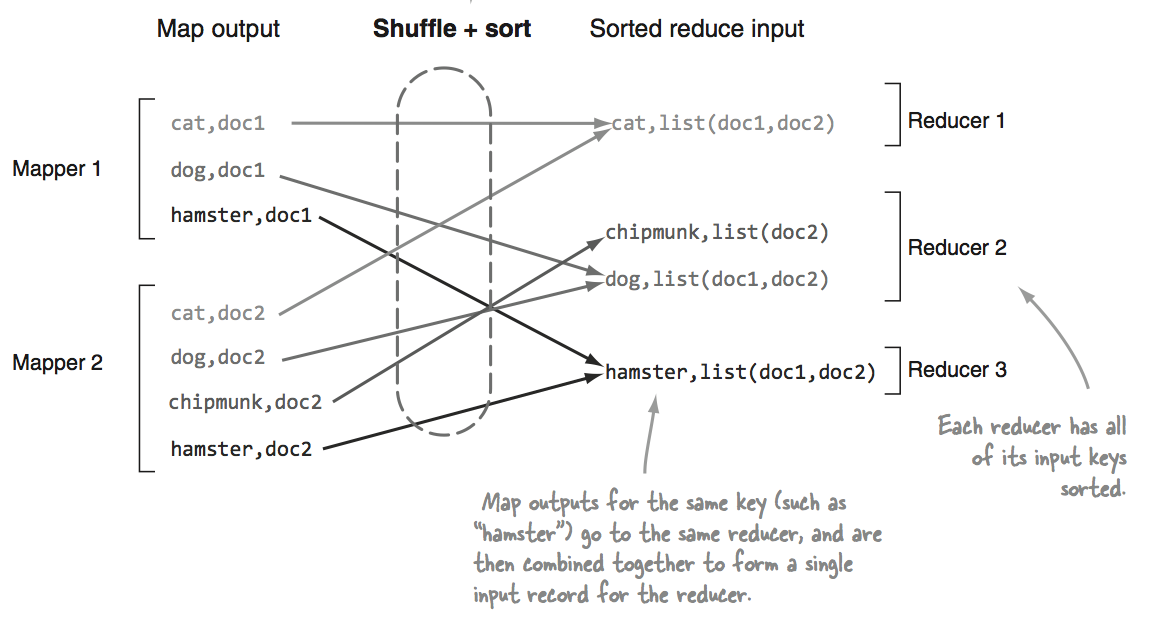 Map output
Shuffle + sort
Sorted reduce input
Mapper 1
cat,doc1
dog,doc1
hamster,doc1
Mapper 2
cat,doc2
dog,doc2
chipmunk,doc2
hamster,doc2
cat,list(doc1,doc2)
Reducer 1
chipmunk,list(doc2)
dog,list(doc1,doc2)
Reducer 2
hamster,list(doc1,doc2)
Reducer 3
Each reducer has all
of its input keys
sorted.
Map outputs for the same key (such as
“hamster”) go to the same reducer, and are
then combined together to form a single
input record for the reducer.